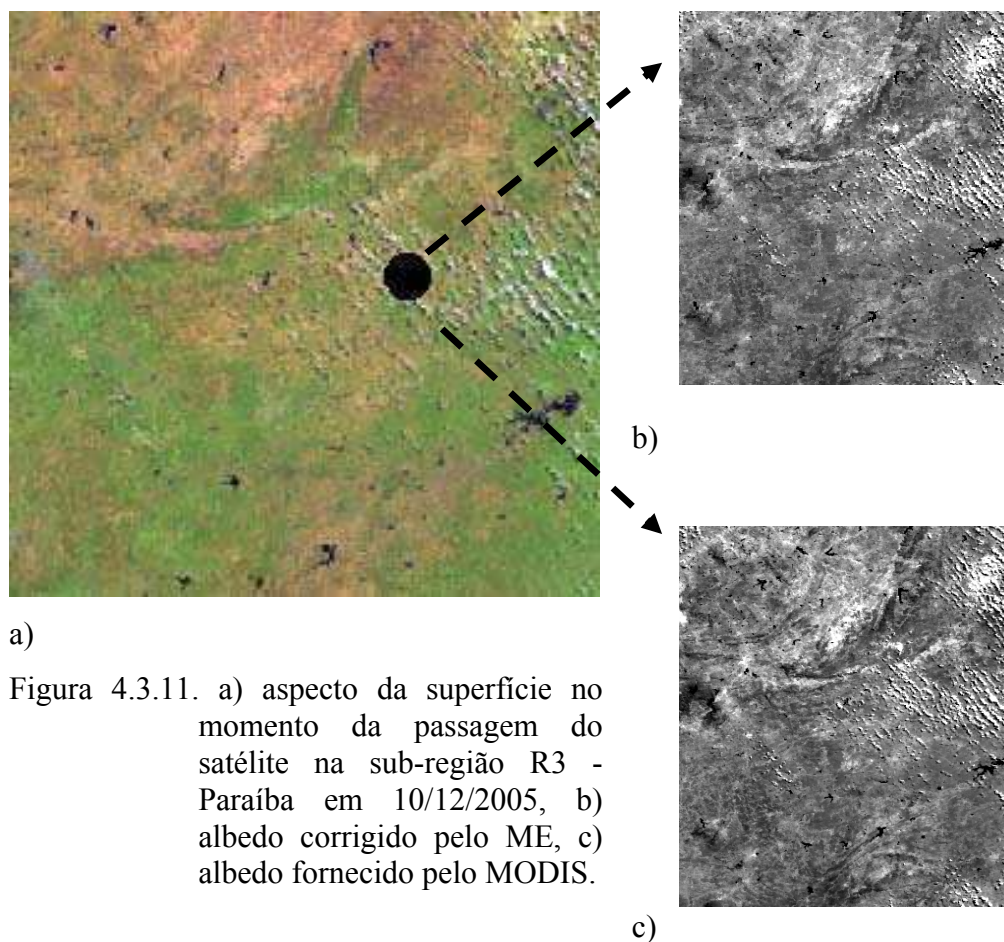 b)
a)
Figura 4.3.11. a) aspecto da superfície no
momento da passagem do
satélite na sub-região R3 -
Paraíba em 10/12/2005, b)
albedo corrigido pelo ME, c)
albedo fornecido pelo MODIS.
c)